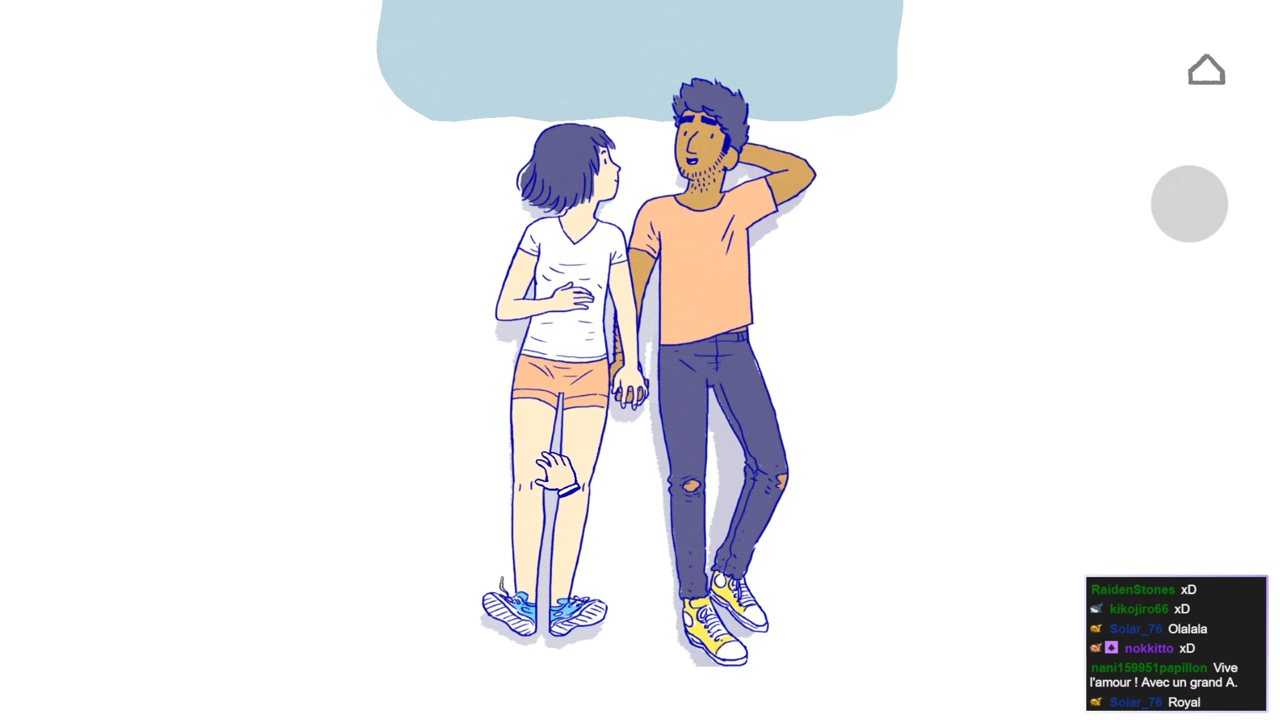 RaidenStones xD
kikojiro66 xD
Solar_76 Olalala
nokkitto xD
nani159951papillon Vive
l'amour ! Avec un grand A.
Solar_76 Royal